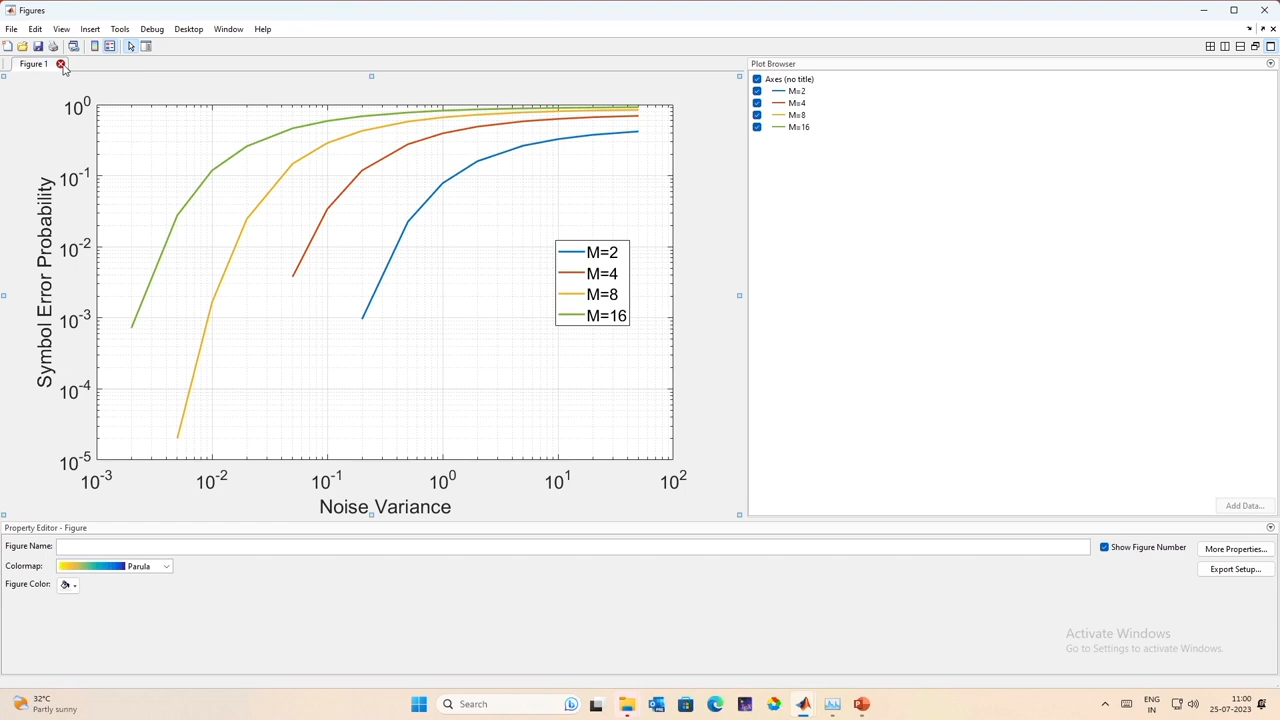 Figures
File Edit View Insert Tools Debug Desktop Window Help
Figure 1
Plot Browser
Axes (no title)
M=2
M=4
M=8
M=16
10^0
10^-1
10^-2
10^-3
10^-4
10^-5
Symbol Error Probability
M=2
M=4
M=8
M=16
10^-3 10^-2 10^-1 10^0 10^1 10^2
Noise Variance
Add Data...
Property Editor - Figure
Figure Name:
Show Figure Number
More Properties...
Colormap: Parula
Export Setup...
Figure Color:
Activate Windows
Go to Settings to activate Windows.
32°C
Partly sunny
Search
ENG
IN
11:00
25-07-2023